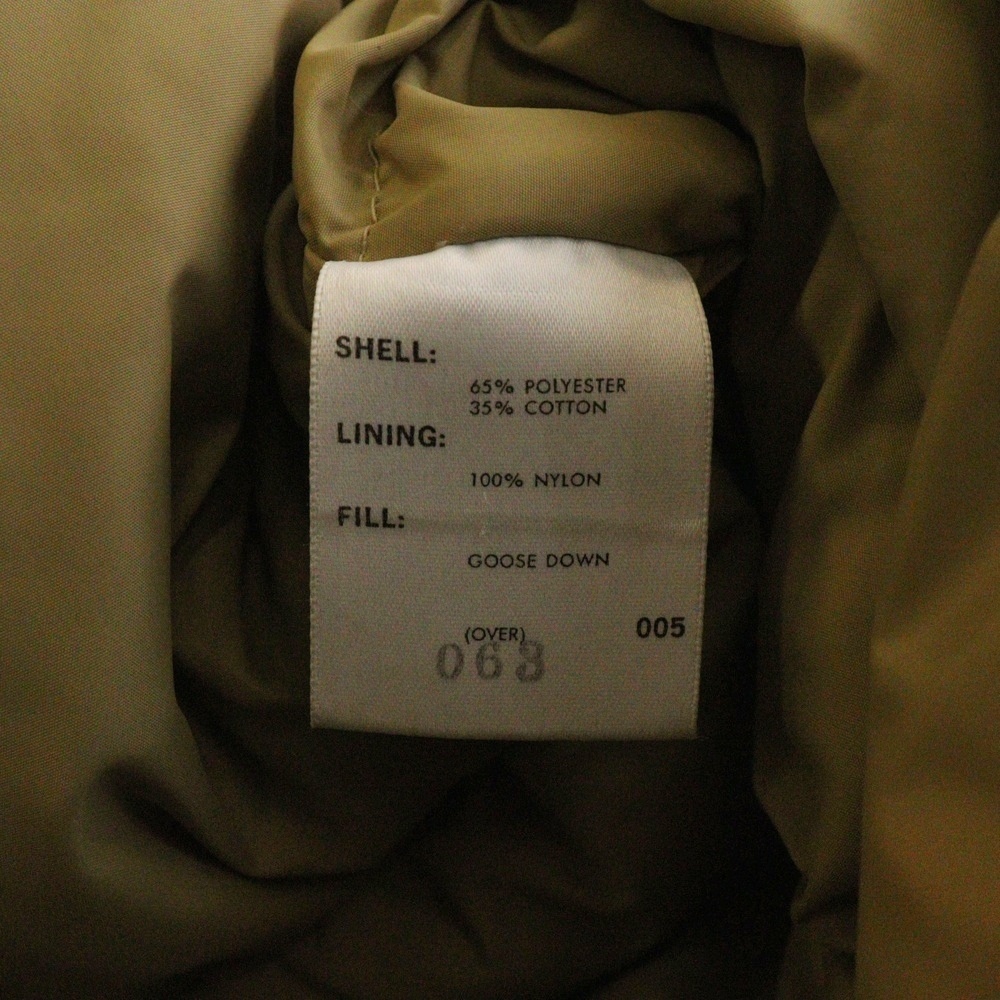 SHELL:
65% POLYESTER
35% COTTON
LINING:
100% NYLON
FILL:
GOOSE DOWN
(OVER)
005
063